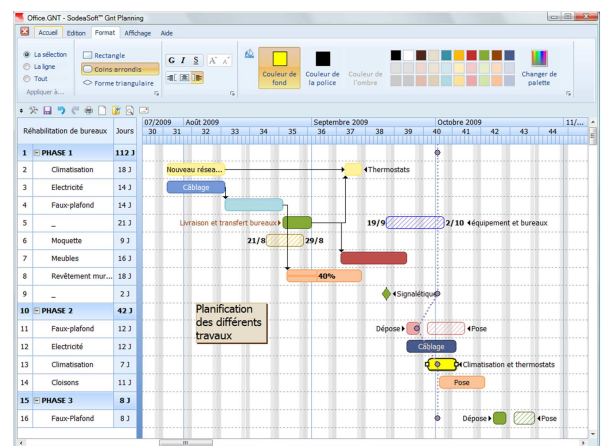 Office.GNT - SodeaSoft™ Gnt Planning
Accueil Edition Format Affichage Aide
La sélection
La ligne
Tout
Appliquer à...
Rectangle
Coins arrondis
Forme triangulaire
G I S A A
Couleur de fond
Couleur de la police
Couleur de l'ombre
Changer de palette
Réhabilitation de bureaux Jours
07/2009 Août 2009 Septembre 2009 Octobre 2009 11/...
30 31 32 33 34 35 36 37 38 39 40 41 42 43 44
1 PHASE 1 112 J
2 Climatisation 18 J Nouveau résea... Thermostats
3 Electricité 14 J Câblage
4 Faux-plafond 14 J
5 _ 21 J Livraison et transfert bureaux 19/9 2/10 équipement et bureaux
6 Moquette 9 J 21/8 29/8
7 Meubles 16 J
8 Revêtement mur... 18 J 40%
9 _ 2 J Signalétique
10 PHASE 2 42 J
Planification
des différents
travaux
11 Faux-plafond 12 J Dépose Pose
12 Electricité 12 J Câblage
13 Climatisation 7 J Climatisation et thermostats
14 Cloisons 11 J Pose
15 PHASE 3 8 J
16 Faux-Plafond 8 J Dépose Pose